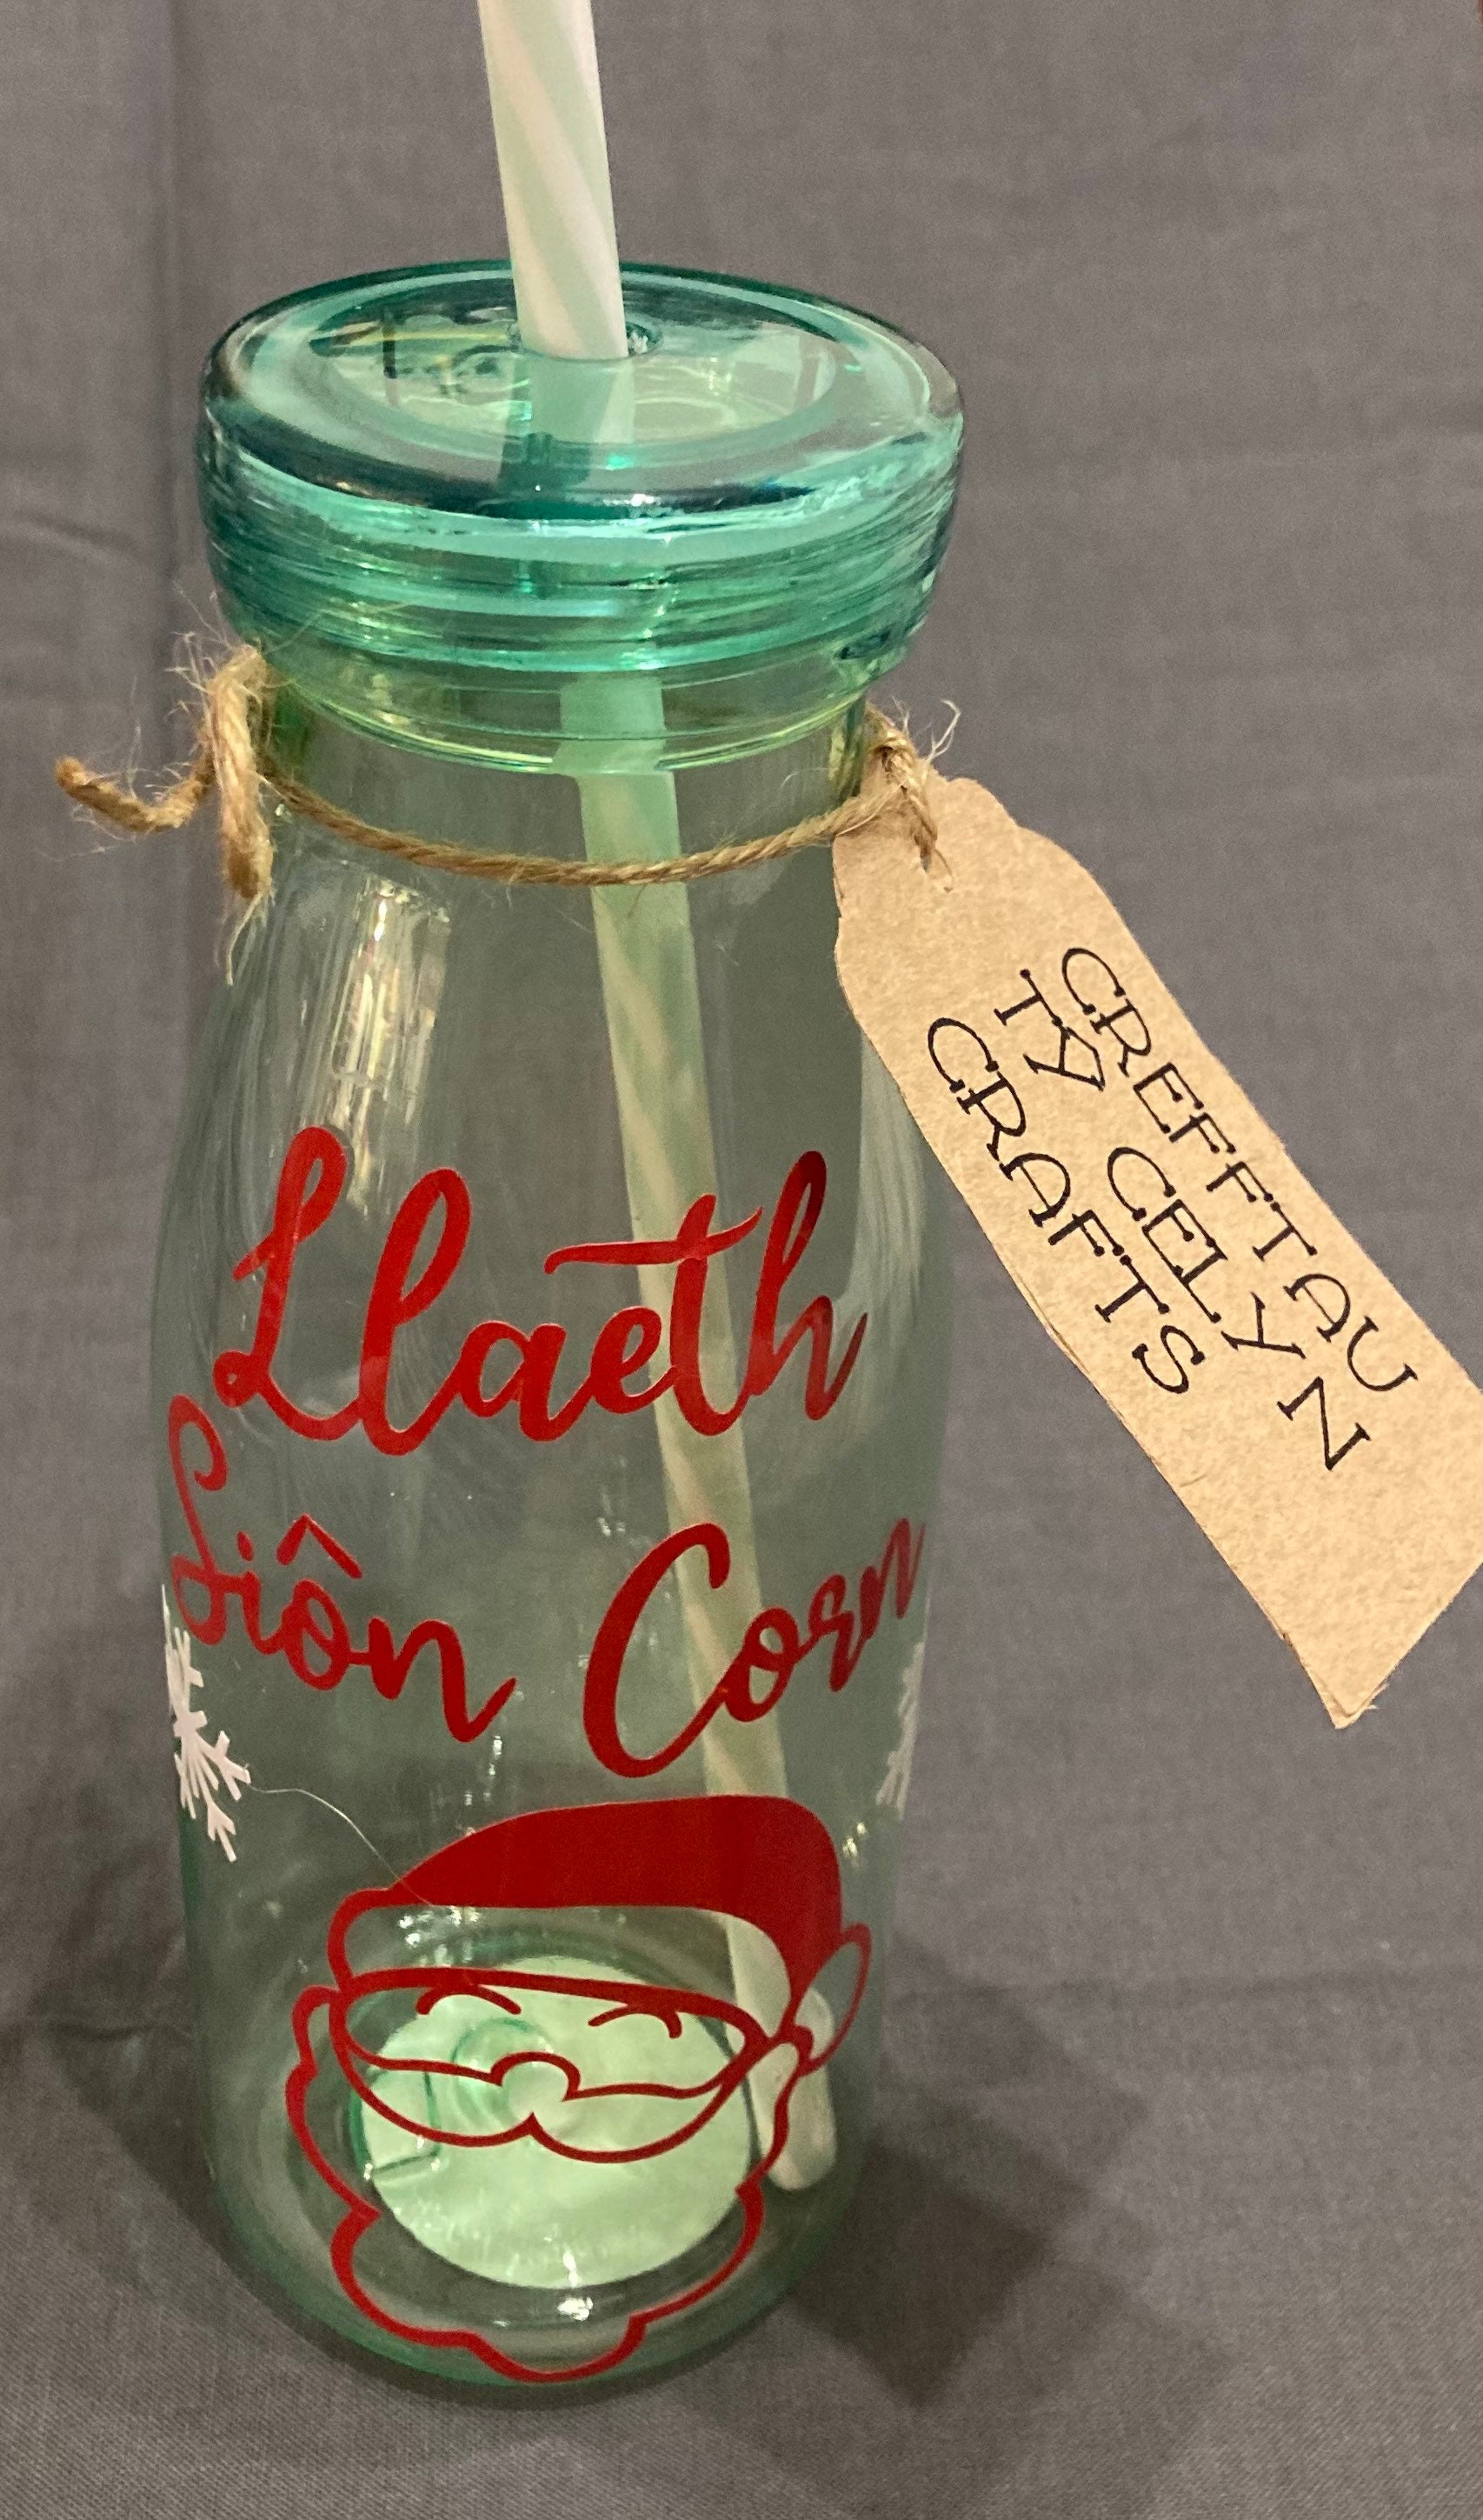 Llaeth
Siôn Corn
CREFFTAU
TY CELYN
CRAFTS